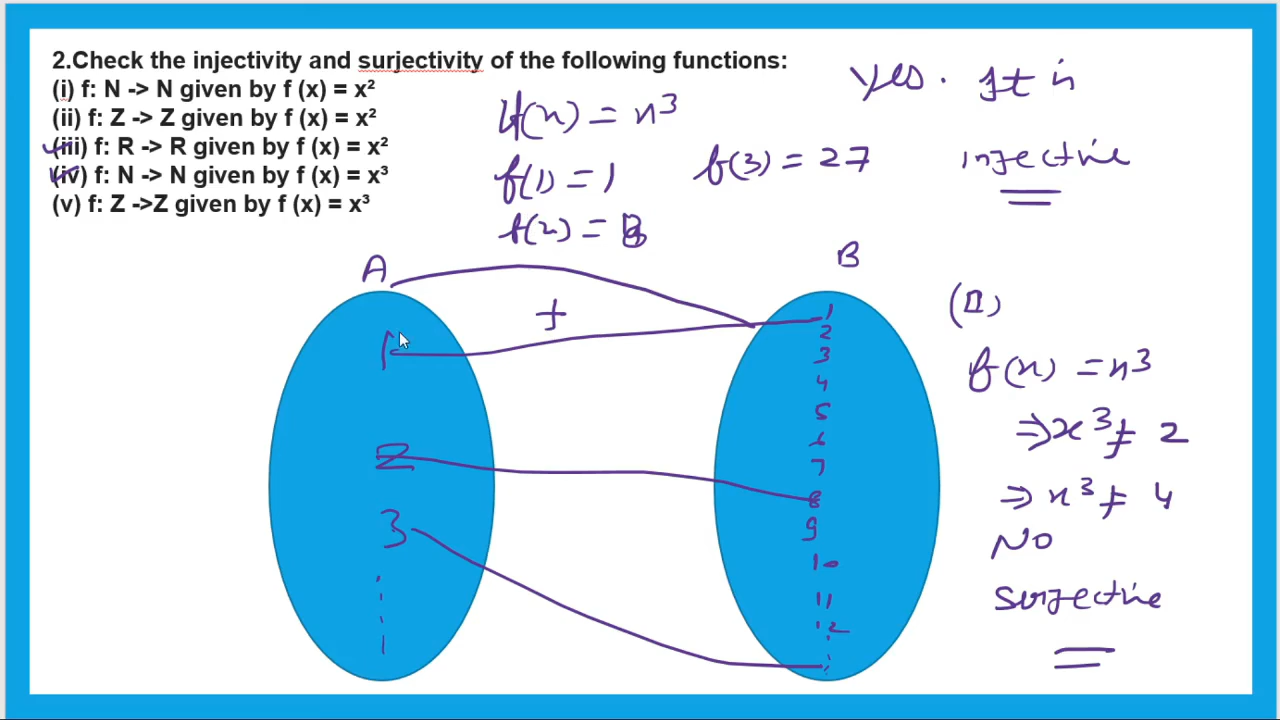 2.Check the injectivity and surjectivity of the following functions:
(i) f: N -> N given by f (x) = x²
(ii) f: Z -> Z given by f (x) = x²
(iii) f: R -> R given by f (x) = x²
(iv) f: N -> N given by f (x) = x³
(v) f: Z ->Z given by f (x) = x³
f(x) = x³
f(1) = 1
f(2) = 8
f(3) = 27
Yes. It is
injective
A
f
B
1
2
3
1
2
3
4
5
6
7
8
9
10
11
12
(II)
f(x) = x³
⇒ x³ ≠ 2
⇒ x³ ≠ 4
NO
surjective